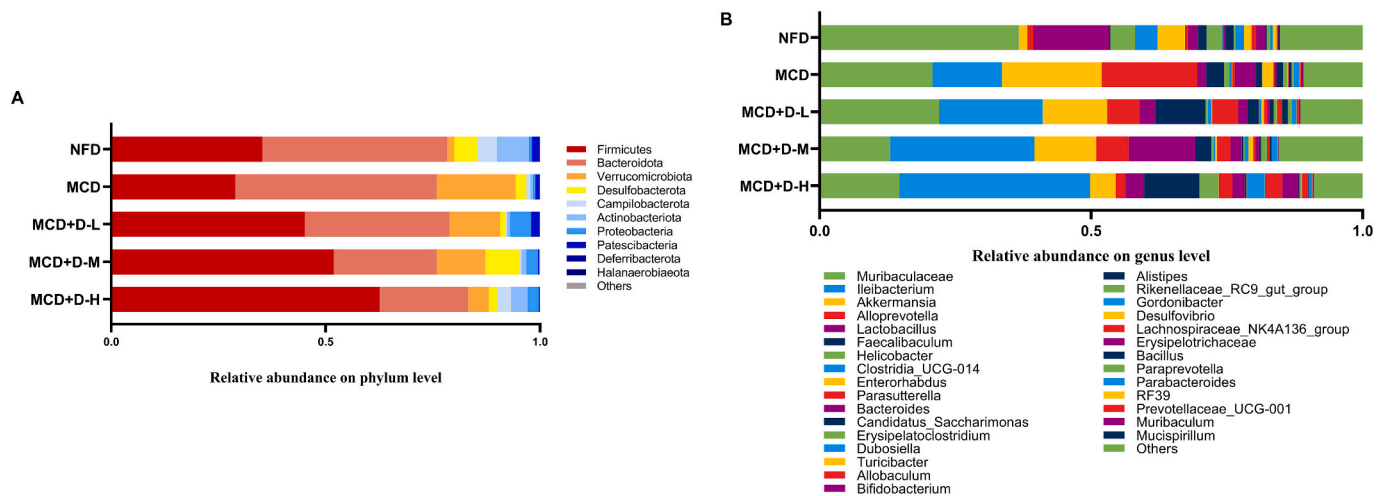 A
NFD
MCD
MCD+D-L
MCD+D-M
MCD+D-H
0.0
0.5
1.0
Relative abundance on phylum level
Firmicutes
Bacteroidota
Verrucomicrobiota
Desulfobacterota
Campilobacterota
Actinobacteriota
Proteobacteria
Patescibacteria
Deferribacterota
Halanaerobiaeota
Others
B
NFD
MCD
MCD+D-L
MCD+D-M
MCD+D-H
0.0
0.5
1.0
Relative abundance on genus level
Muribaculaceae
Ileibacterium
Akkermansia
Alloprevotella
Lactobacillus
Faecalibaculum
Helicobacter
Clostridia_UCG-014
Enterorhabdus
Parasutterella
Bacteroides
Candidatus_Saccharimonas
Erysipelatoclostridium
Dubosiella
Turicibacter
Allobaculum
Bifidobacterium
Alistipes
Rikenellaceae_RC9_gut_group
Gordonibacter
Desulfovibrio
Lachnospiraceae_NK4A136_group
Erysipelotrichaceae
Bacillus
Paraprevotella
Parabacteroides
RF39
Prevotellaceae_UCG-001
Muribaculum
Mucispirillum
Others